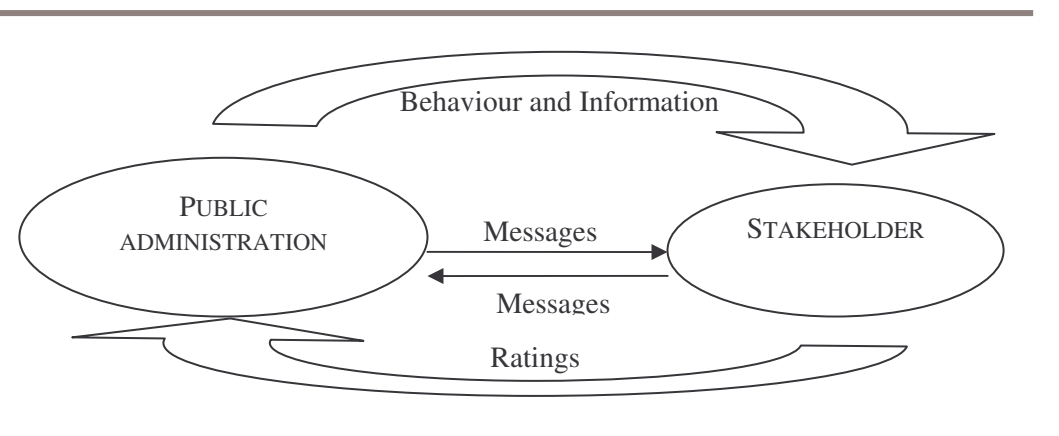 Behaviour and Information
PUBLIC
ADMINISTRATION
Messages
STAKEHOLDER
Messages
Ratings